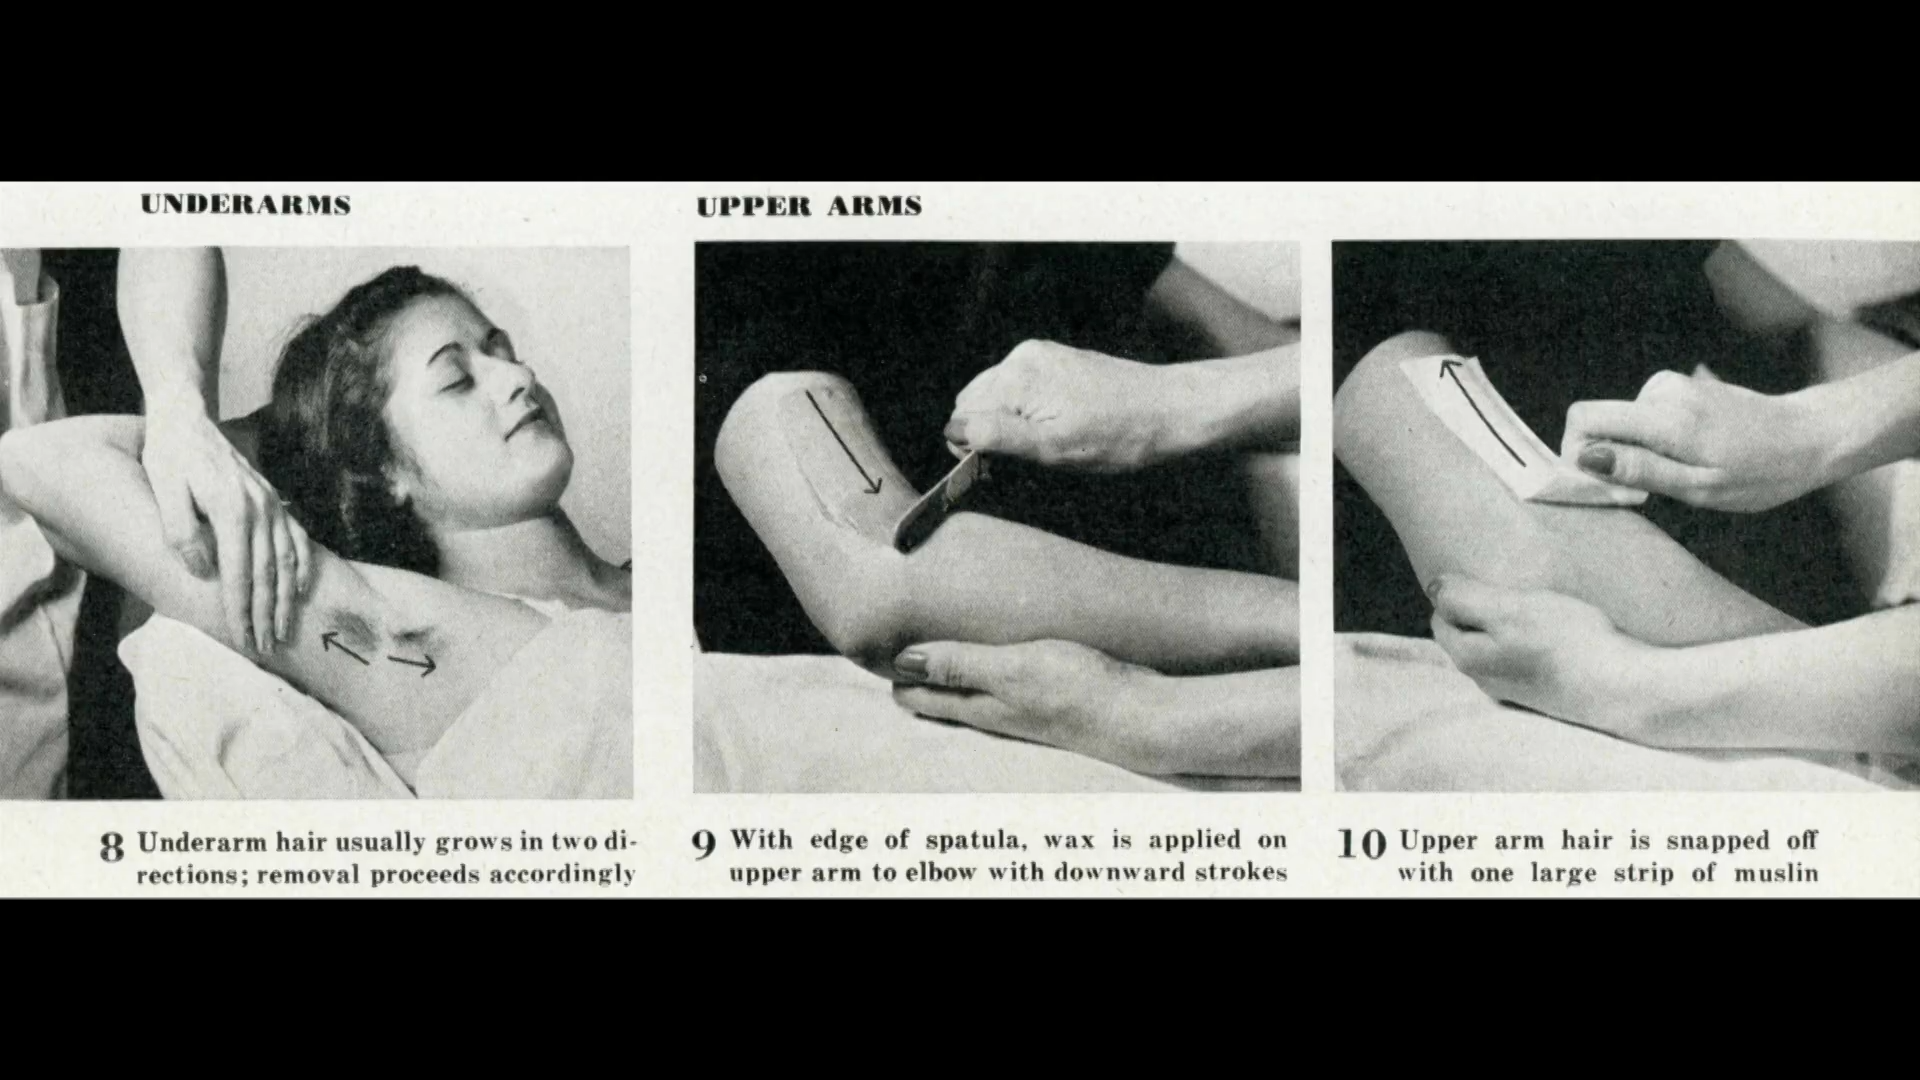 UNDERARMS
UPPER ARMS
8 Underarm hair usually grows in two di-
rections; removal proceeds accordingly
9 With edge of spatula, wax is applied on
upper arm to elbow with downward strokes
10 Upper arm hair is snapped off
with one large strip of muslin